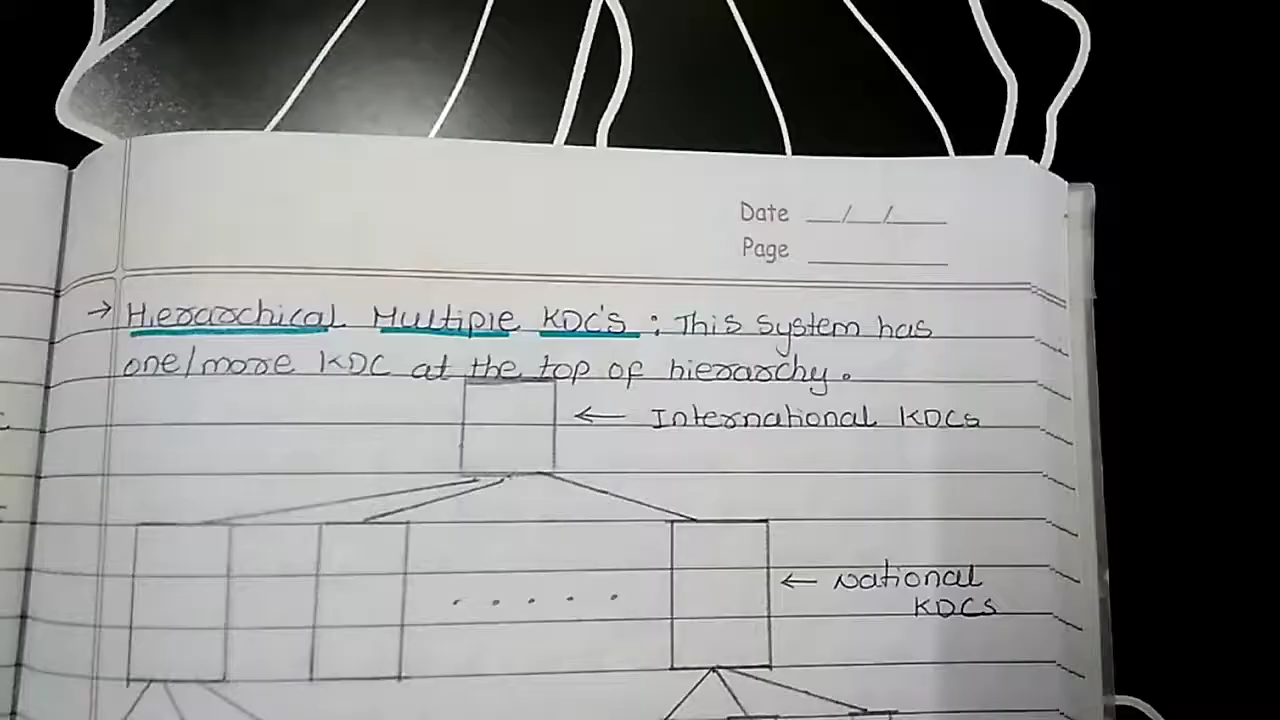 Date __/__/____
Page ________
→ Hierarchical Multiple KDC's : This system has
one/more KDC at the top of hierarchy.
← International KDCs
. . . . .
← National
KDCs